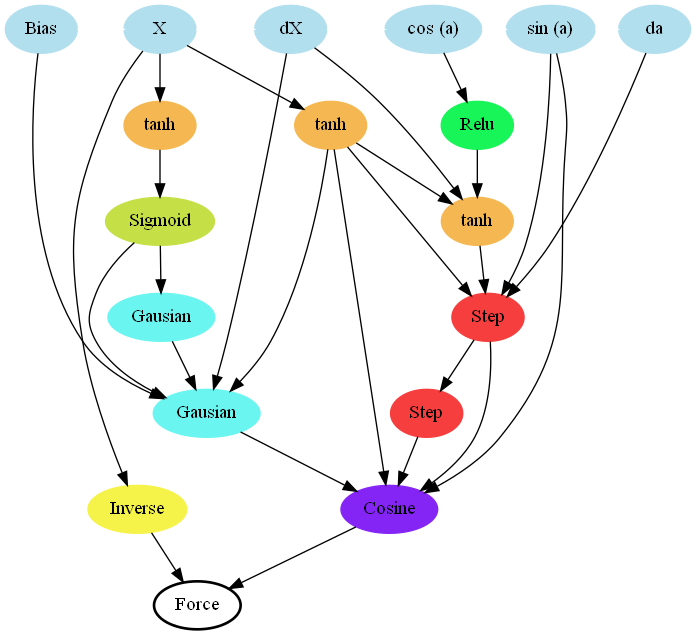 Bias
X
dX
cos (a)
sin (a)
da
tanh
tanh
Relu
Sigmoid
tanh
Gausian
Step
Gausian
Step
Inverse
Cosine
Force